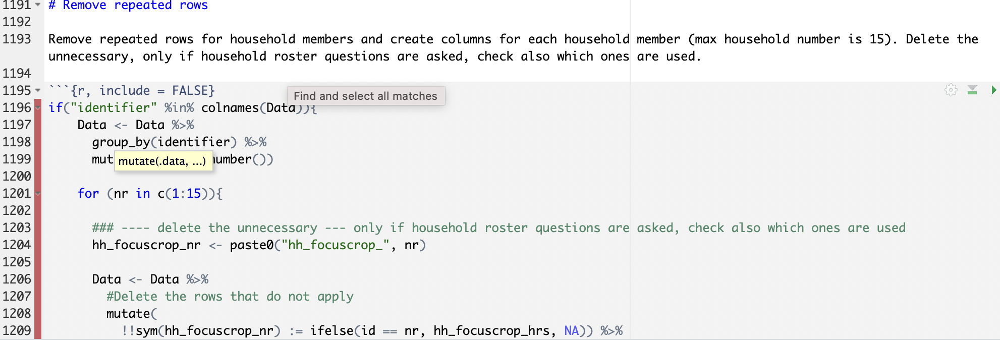 1191 # Remove repeated rows
1192
1193 Remove repeated rows for household members and create columns for each household member (max household number is 15). Delete the
unnecessary, only if household roster questions are asked, check also which ones are used.
1194
1195 ```{r, include = FALSE}
Find and select all matches
1196 if("identifier" %in% colnames(Data)){
1197 Data <- Data %>%
1198 group_by(identifier) %>%
1199 mut number())
mutate(.data, ...)
1200
1201 for (nr in c(1:15)){
1202
1203 ### ---- delete the unnecessary --- only if household roster questions are asked, check also which ones are used
1204 hh_focuscrop_nr <- paste0("hh_focuscrop_", nr)
1205
1206 Data <- Data %>%
1207 #Delete the rows that do not apply
1208 mutate(
1209 !!sym(hh_focuscrop_nr) := ifelse(id == nr, hh_focuscrop_hrs, NA)) %>%